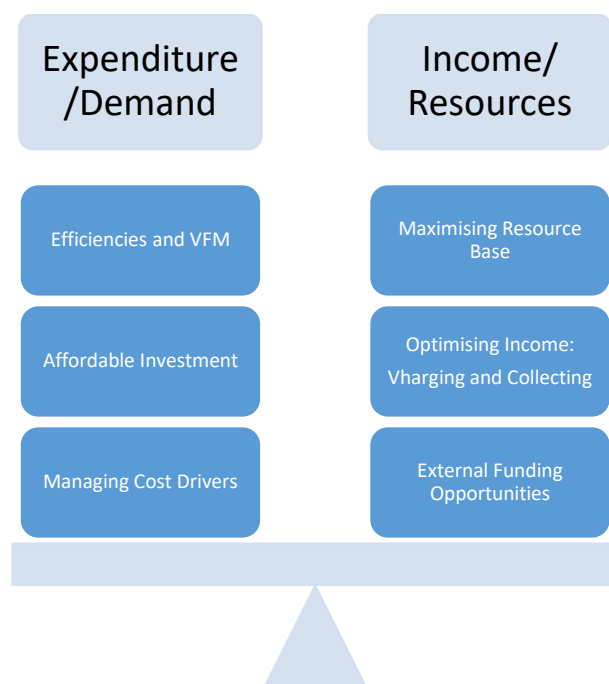 Expenditure
/Demand
Income/
Resources
Efficiencies and VFM
Maximising Resource
Base
Affordable Investment
Optimising Income:
Vharging and Collecting
Managing Cost Drivers
External Funding
Opportunities